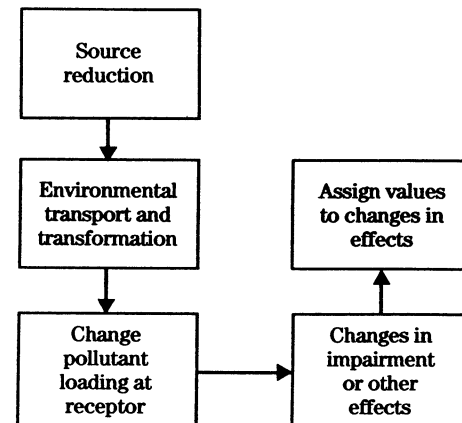 Source
reduction
Environmental
transport and
transformation
Change
pollutant
loading at
receptor
Changes in
impairment
or other
effects
Assign values
to changes in
effects